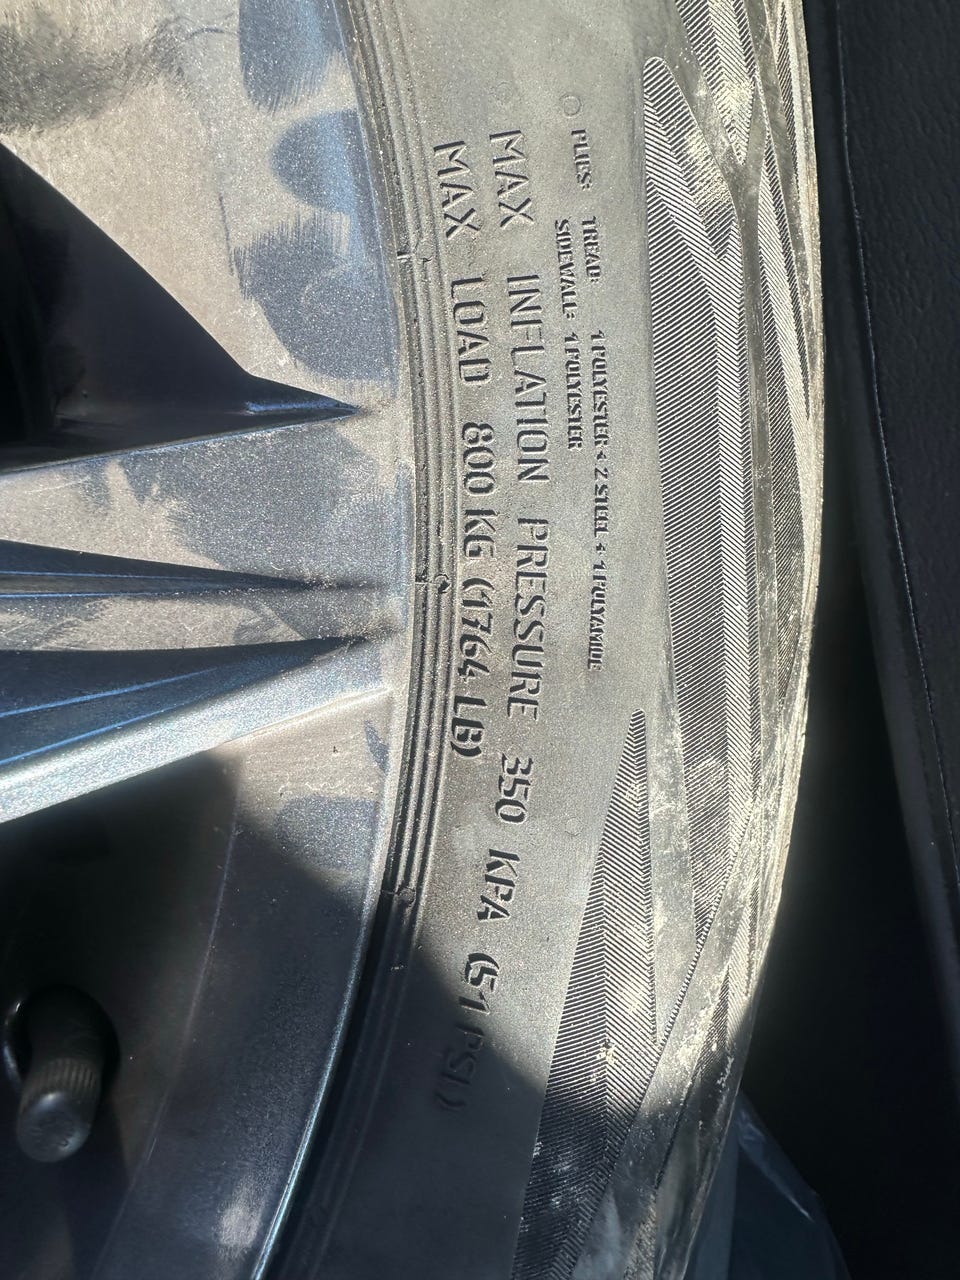 PLIES: TREAD: 1 POLYESTER + 2 STEEL + 1 POLYAMIDE
SIDEWALL: 1 POLYESTER
MAX INFLATION PRESSURE 350 KPA (51 PSI)
MAX LOAD 800 KG (1764 LB)